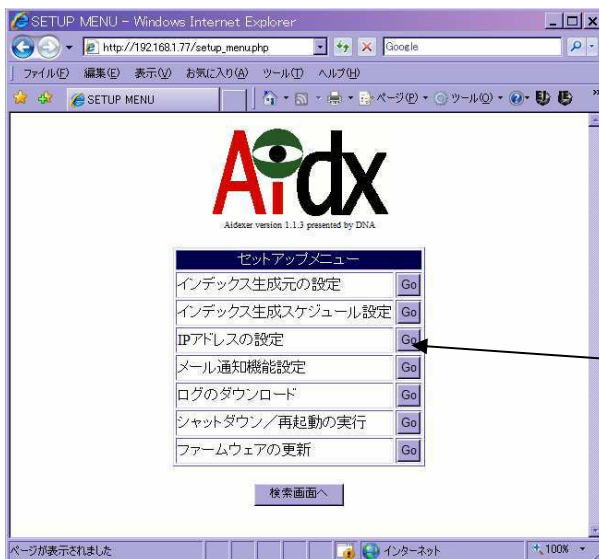 SETUP MENU - Windows Internet Explorer
http://192.168.1.77/setup_menu.php
Google
ファイル(F) 編集(E) 表示(V) お気に入り(A) ツール(T) ヘルプ(H)
SETUP MENU
ページ(P) ツール(O)
Aidx
Aidexer version 1.1.3 presented by DNA
セットアップメニュー
インデックス生成元の設定 Go
インデックス生成スケジュール設定 Go
IPアドレスの設定 Go
メール通知機能設定 Go
ログのダウンロード Go
シャットダウン／再起動の実行 Go
ファームウェアの更新 Go
検索画面へ
ページが表示されました インターネット 100%